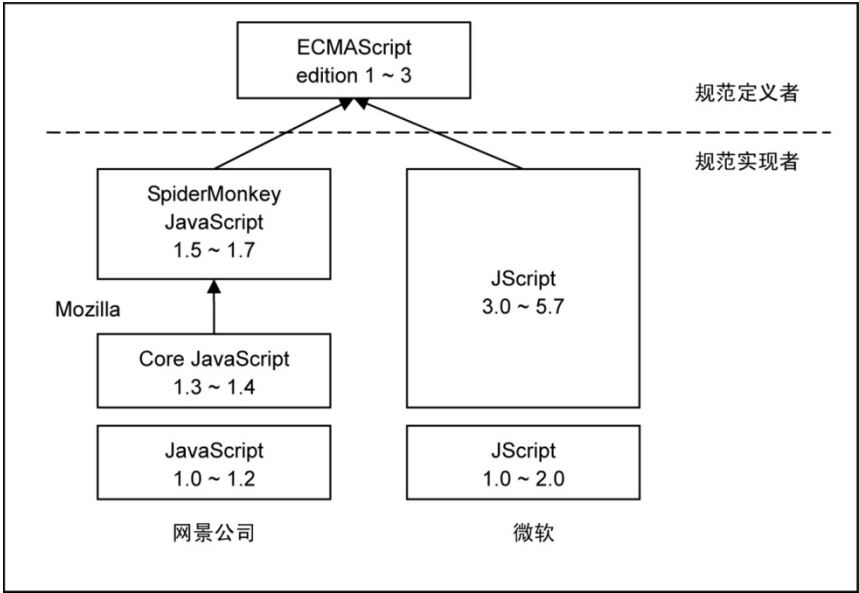 ECMAScript
edition 1 ~ 3
规范定义者
规范实现者
SpiderMonkey
JavaScript
1.5 ~ 1.7
JScript
3.0 ~ 5.7
Mozilla
Core JavaScript
1.3 ~ 1.4
JavaScript
1.0 ~ 1.2
JScript
1.0 ~ 2.0
网景公司
微软